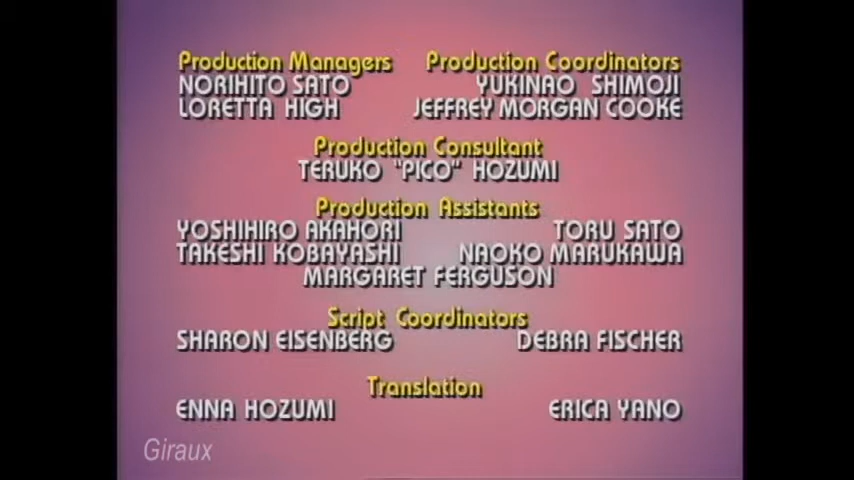 Production Managers Production Coordinators
NORIHITO SATO YUKINAO SHIMOJI
LORETTA HIGH JEFFREY MORGAN COOKE
Production Consultant
TERUKO "PICO" HOZUMI
Production Assistants
YOSHIHIRO AKAHORI TORU SATO
TAKESHI KOBAYASHI NAOKO MARUKAWA
MARGARET FERGUSON
Script Coordinators
SHARON EISENBERG DEBRA FISCHER
Translation
ENNA HOZUMI ERICA YANO
Giraux